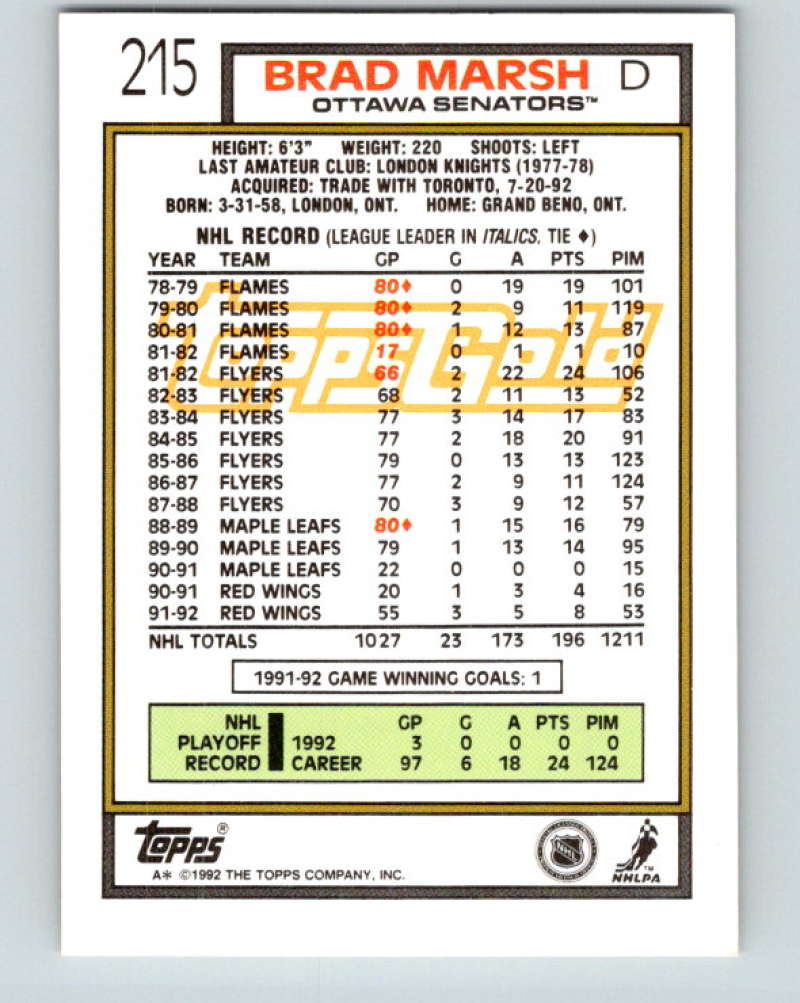 215
BRAD MARSH D
OTTAWA SENATORS™
HEIGHT: 6'3" WEIGHT: 220 SHOOTS: LEFT
LAST AMATEUR CLUB: LONDON KNIGHTS (1977-78)
ACQUIRED: TRADE WITH TORONTO, 7-20-92
BORN: 3-31-58, LONDON, ONT. HOME: GRAND BENO, ONT.
NHL RECORD (LEAGUE LEADER IN ITALICS, TIE ♦)
YEAR TEAM GP G A PTS PIM
78-79 FLAMES 80♦ 0 19 19 101
79-80 FLAMES 80♦ 2 9 11 119
80-81 FLAMES 80♦ 1 12 13 87
81-82 FLAMES 17 0 1 1 10
81-82 FLYERS 66 2 22 24 106
82-83 FLYERS 68 2 11 13 52
83-84 FLYERS 77 3 14 17 83
84-85 FLYERS 77 2 18 20 91
85-86 FLYERS 79 0 13 13 123
86-87 FLYERS 77 2 9 11 124
87-88 FLYERS 70 3 9 12 57
88-89 MAPLE LEAFS 80♦ 1 15 16 79
89-90 MAPLE LEAFS 79 1 13 14 95
90-91 MAPLE LEAFS 22 0 0 0 15
90-91 RED WINGS 20 1 3 4 16
91-92 RED WINGS 55 3 5 8 53
NHL TOTALS 1027 23 173 196 1211
ToppsGold
1991-92 GAME WINNING GOALS: 1
NHL GP G A PTS PIM
PLAYOFF 1992 3 0 0 0 0
RECORD CAREER 97 6 18 24 124
TOPPS®
NHL
NHLPA™
A* ©1992 THE TOPPS COMPANY, INC.